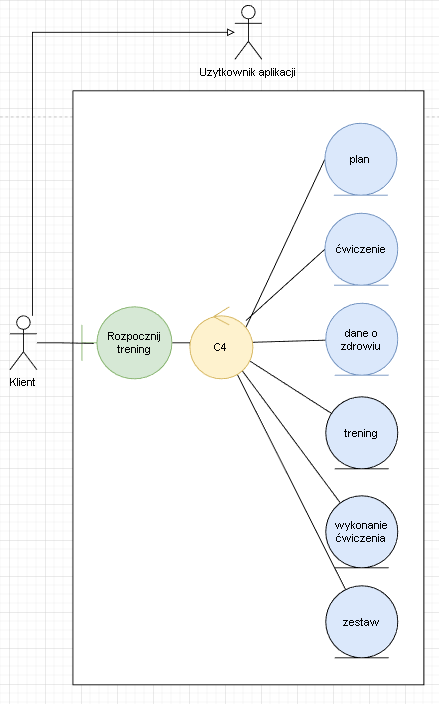 Uzytkownik aplikacji
plan
ćwiczenie
Rozpocznij
trening
C4
dane o
zdrowiu
Klient
trening
wykonanie
ćwiczenia
zestaw